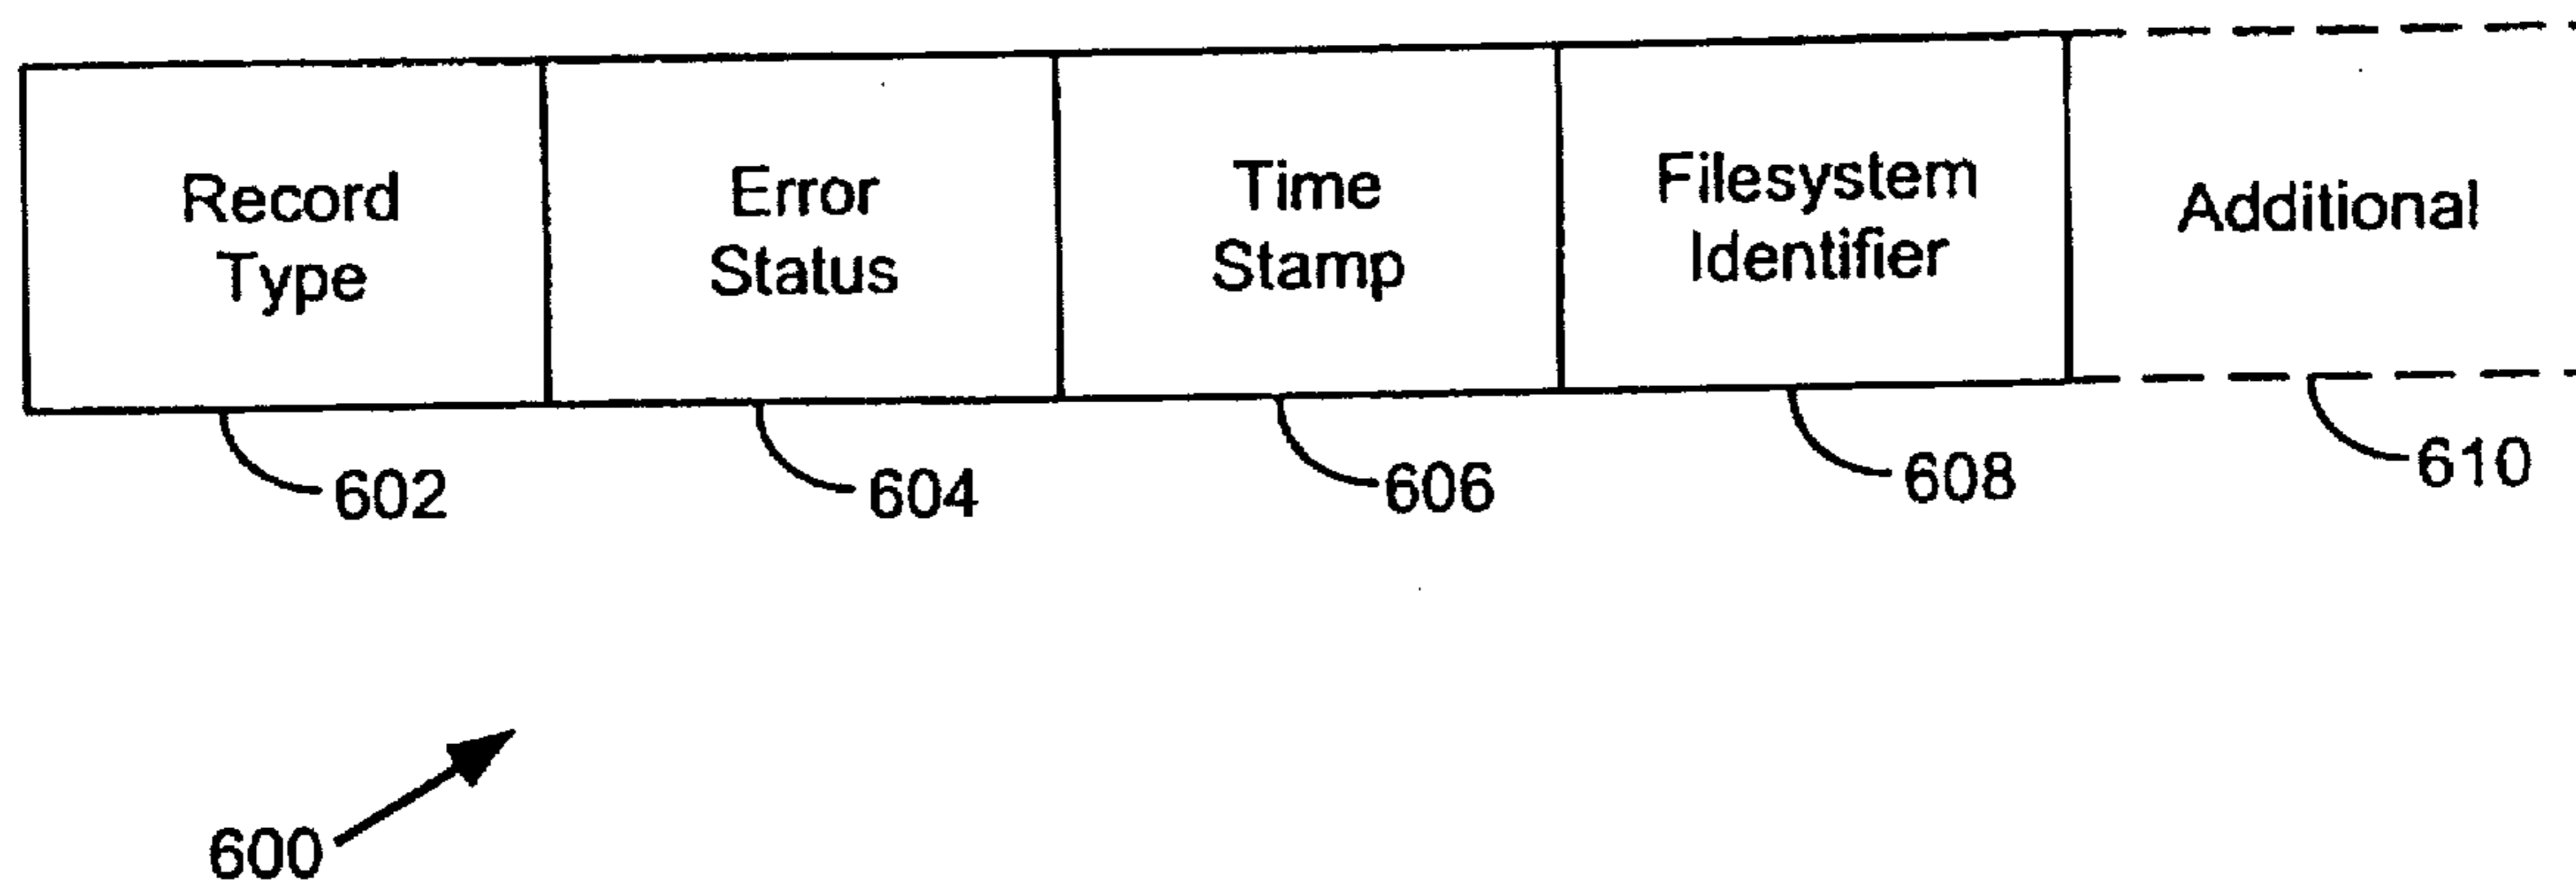 Record
Type
Error
Status
Time
Stamp
Filesystem
Identifier
Additional
602
604
606
608
610
600